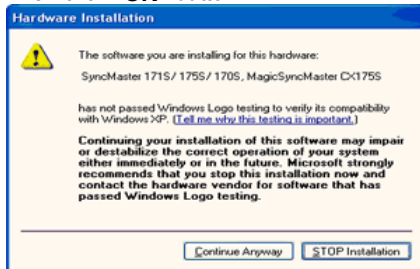 Hardware Installation
The software you are installing for this hardware:
SyncMaster 171S/ 175S/ 170S, MagicSyncMaster CX175S
has not passed Windows Logo testing to verify its compatibility
with Windows XP. (Tell me why this testing is important.)
Continuing your installation of this software may impair
or destabilize the correct operation of your system
either immediately or in the future. Microsoft strongly
recommends that you stop this installation now and
contact the hardware vendor for software that has
passed Windows Logo testing.
Continue Anyway
STOP Installation